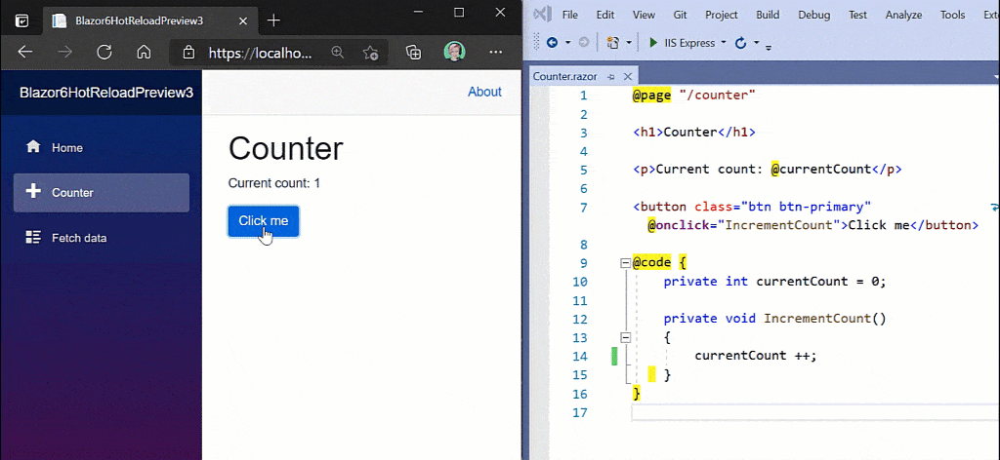 Blazor6HotReloadPreview3
https://localho...
Blazor6HotReloadPreview3
About
Home
Counter
Fetch data
Counter
Current count: 1
Click me
File Edit View Git Project Build Debug Test Analyze Tools Exte
IIS Express
Counter.razor
1 @page "/counter"
2
3 <h1>Counter</h1>
4
5 <p>Current count: @currentCount</p>
6
7 <button class="btn btn-primary"
@onclick="IncrementCount">Click me</button>
8
9 @code {
10 private int currentCount = 0;
11
12 private void IncrementCount()
13 {
14 currentCount ++;
15 }
16 }
17